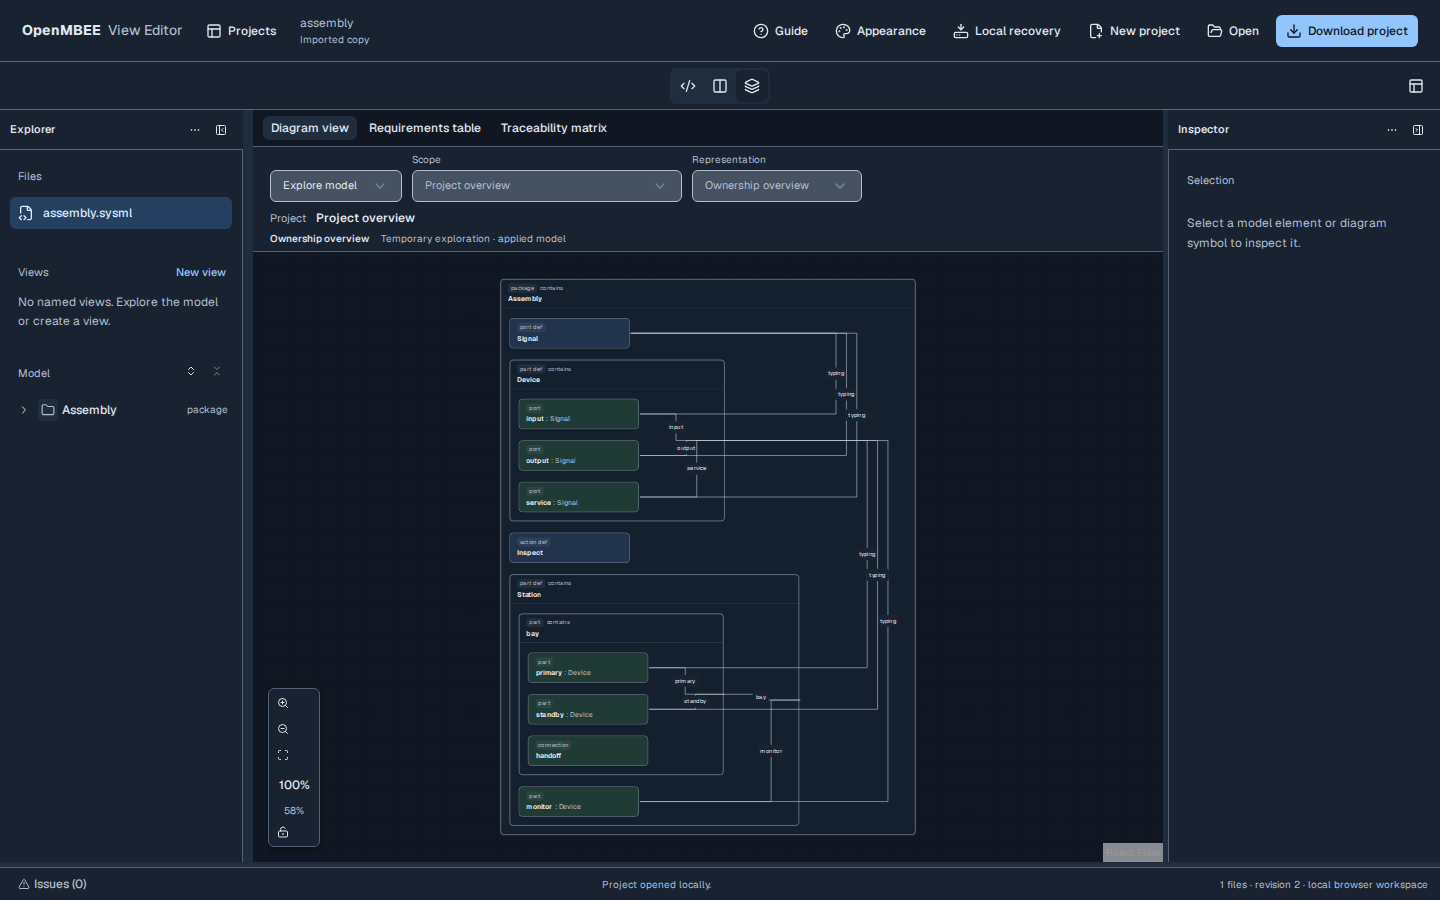 OpenMBEE View Editor
Projects
assembly
Imported copy
Guide
Appearance
Local recovery
New project
Open
Download project
Explorer
Files
assembly.sysml
Views
New view
No named views. Explore the model
or create a view.
Model
Assembly
package
Diagram view
Requirements table
Traceability matrix
Scope
Representation
Explore model
Project overview
Ownership overview
Project Project overview
Ownership overview Temporary exploration · applied model
package contains
Assembly
port def
Signal
part def contains
Device
port
input : Signal
port
output : Signal
port
service : Signal
typing
typing
typing
input
output
service
action def
Inspect
part def contains
Station
part contains
bay
part
primary : Device
part
standby : Device
connection
handoff
part
monitor : Device
typing
typing
typing
primary
standby
bay
monitor
100%
58%
React Flow
Inspector
Selection
Select a model element or diagram
symbol to inspect it.
Issues (0)
Project opened locally.
1 files · revision 2 · local browser workspace